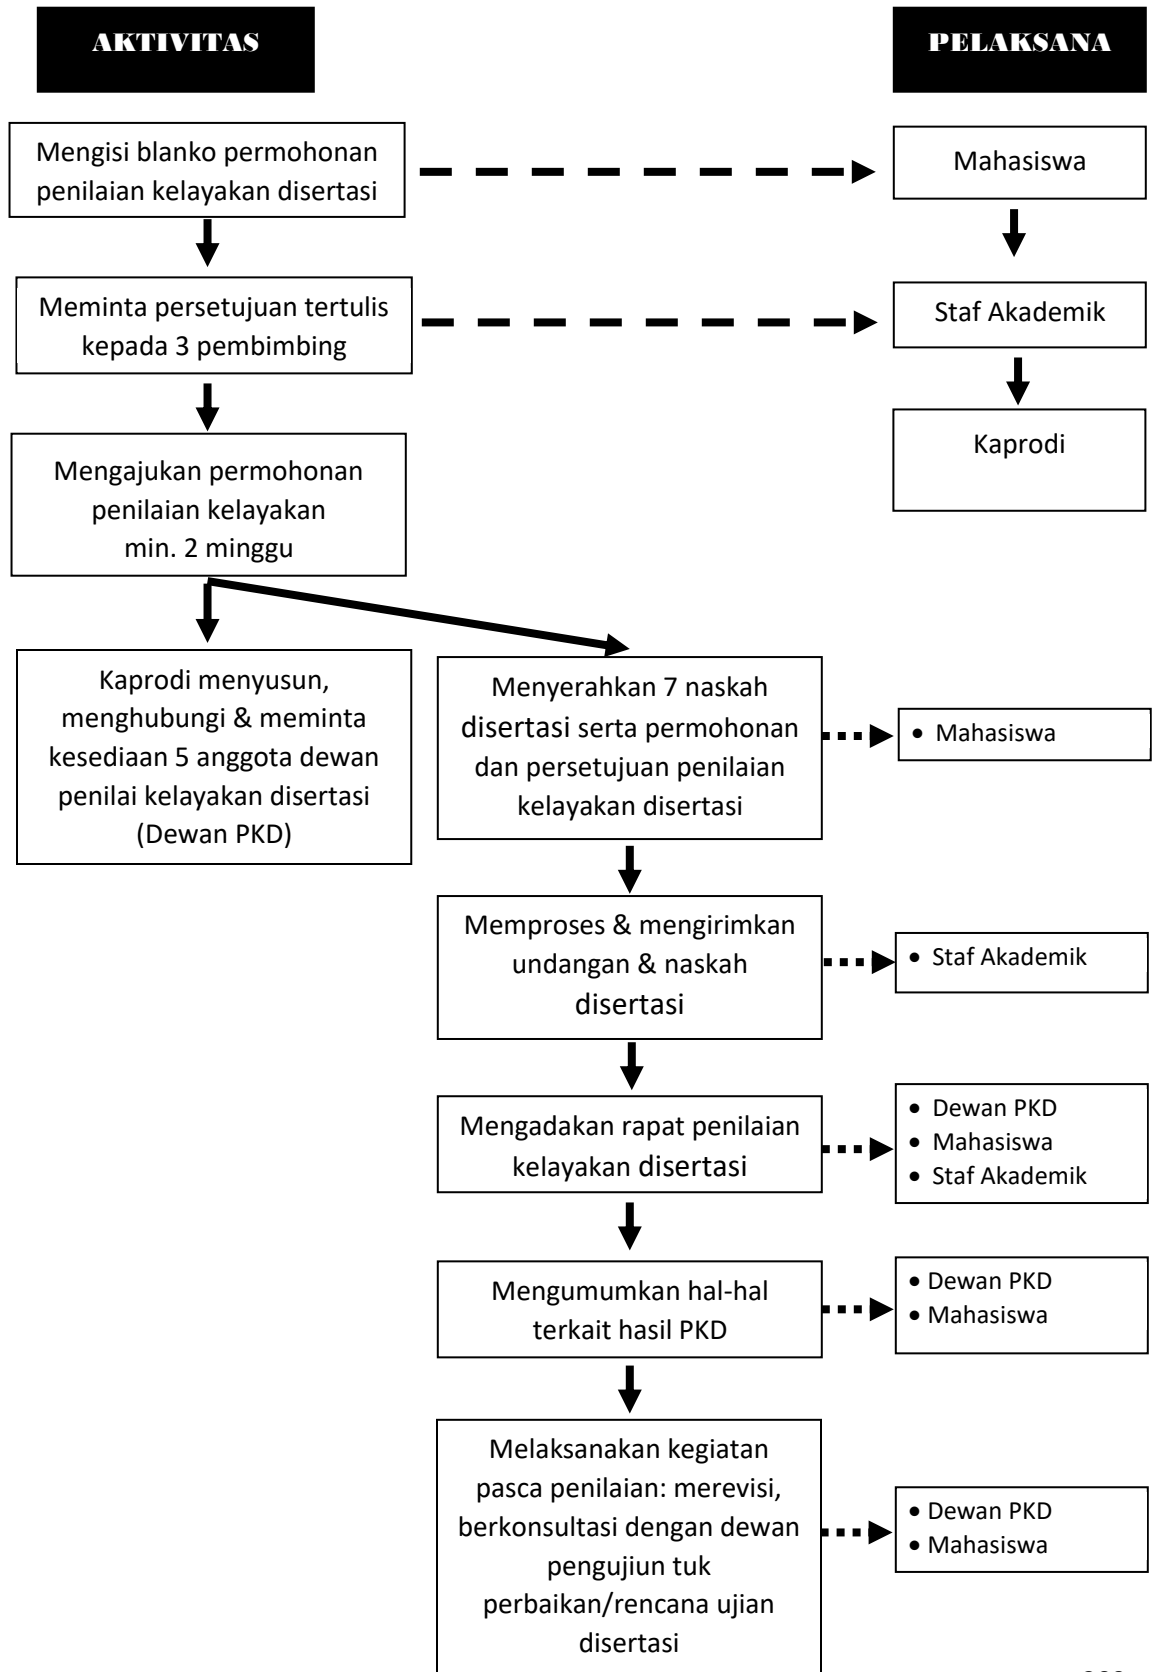 AKTIVITAS
PELAKSANA
Mengisi blanko permohonan
penilaian kelayakan disertasi
Mahasiswa
Meminta persetujuan tertulis
kepada 3 pembimbing
Staf Akademik
Mengajukan permohonan
penilaian kelayakan
min. 2 minggu
Kaprodi
Kaprodi menyusun,
menghubungi & meminta
kesediaan 5 anggota dewan
penilai kelayakan disertasi
(Dewan PKD)
Menyerahkan 7 naskah
disertasi serta permohonan
dan persetujuan penilaian
kelayakan disertasi
• Mahasiswa
Memproses & mengirimkan
undangan & naskah
disertasi
• Staf Akademik
Mengadakan rapat penilaian
kelayakan disertasi
• Dewan PKD
• Mahasiswa
• Staf Akademik
Mengumumkan hal-hal
terkait hasil PKD
• Dewan PKD
• Mahasiswa
Melaksanakan kegiatan
pasca penilaian: merevisi,
berkonsultasi dengan dewan
pengujiun tuk
perbaikan/rencana ujian
disertasi
• Dewan PKD
• Mahasiswa